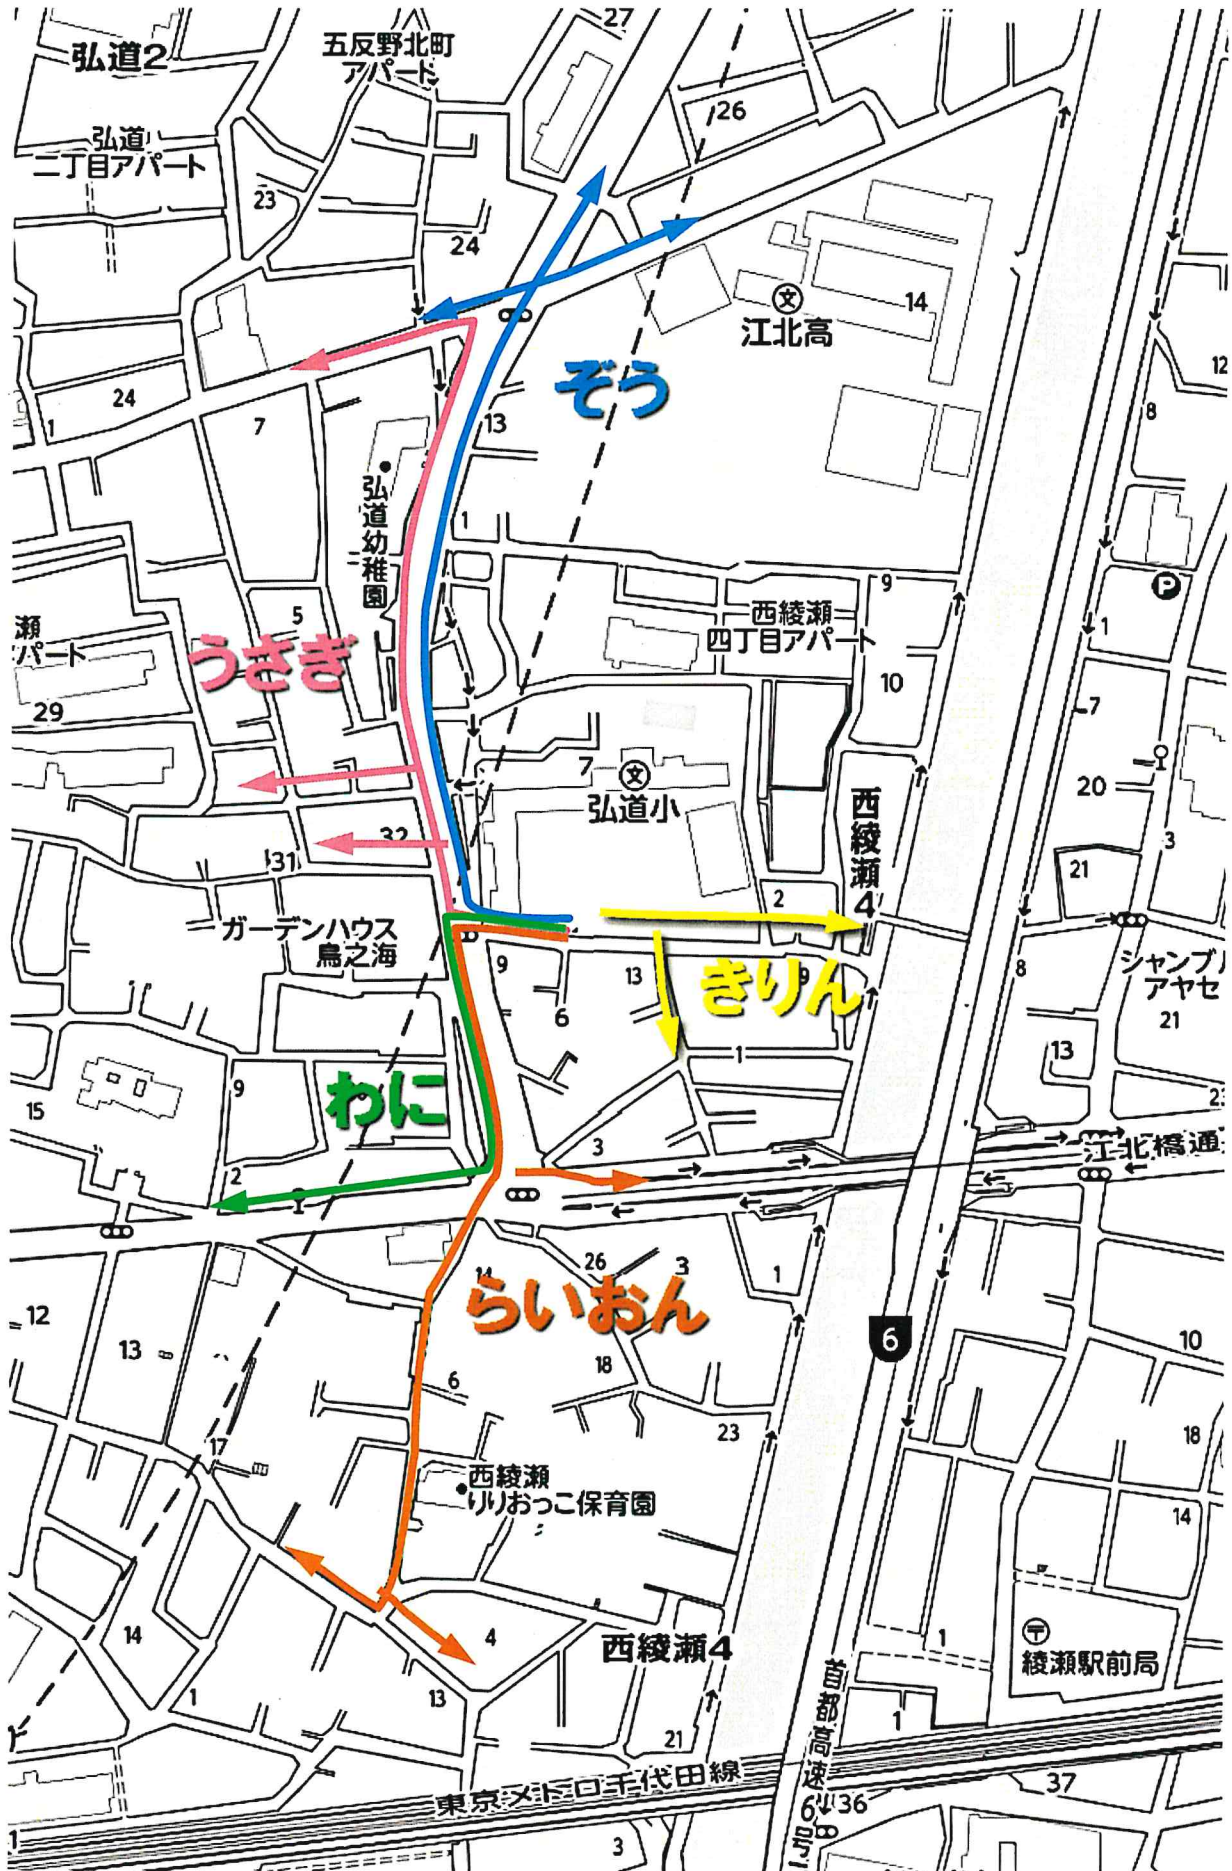 27
弘道2
五反野北町
アパート
26
弘道
二丁目アパート
23
24
文
江北高
14
12
ぞう
24
7
1
13
8
弘道幼稚園
1
9
P
西綾瀬
四丁目アパート
1
5
瀬
パート
うさぎ
10
29
7
7
文
弘道小
20
西綾瀬4
3
32
31
21
2
ガーデンハウス
鳥之海
9
13
きりん
9
8
シャンブル
アヤセ
6
21
1
13
わに
9
15
3
江北橋通
2
26
3
1
14
らいおん
12
13
6
10
18
6
23
18
17
西綾瀬
りりおっこ保育園
14
14
4
西綾瀬4
1
〒
綾瀬駅前局
13
1
21
1
首都高速6号
東京メトロ千代田線
37
36
1
3